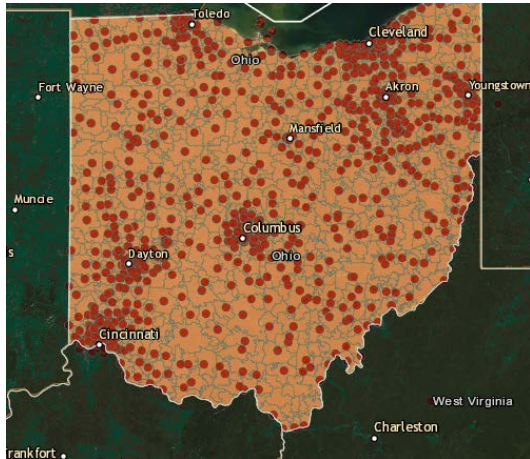 Toledo
Cleveland
Ohio
Fort Wayne
Akron
Youngstown
Mansfield
Muncie
Columbus
Dayton
Ohio
s
Cincinnati
West Virginia
Charleston
rankfort